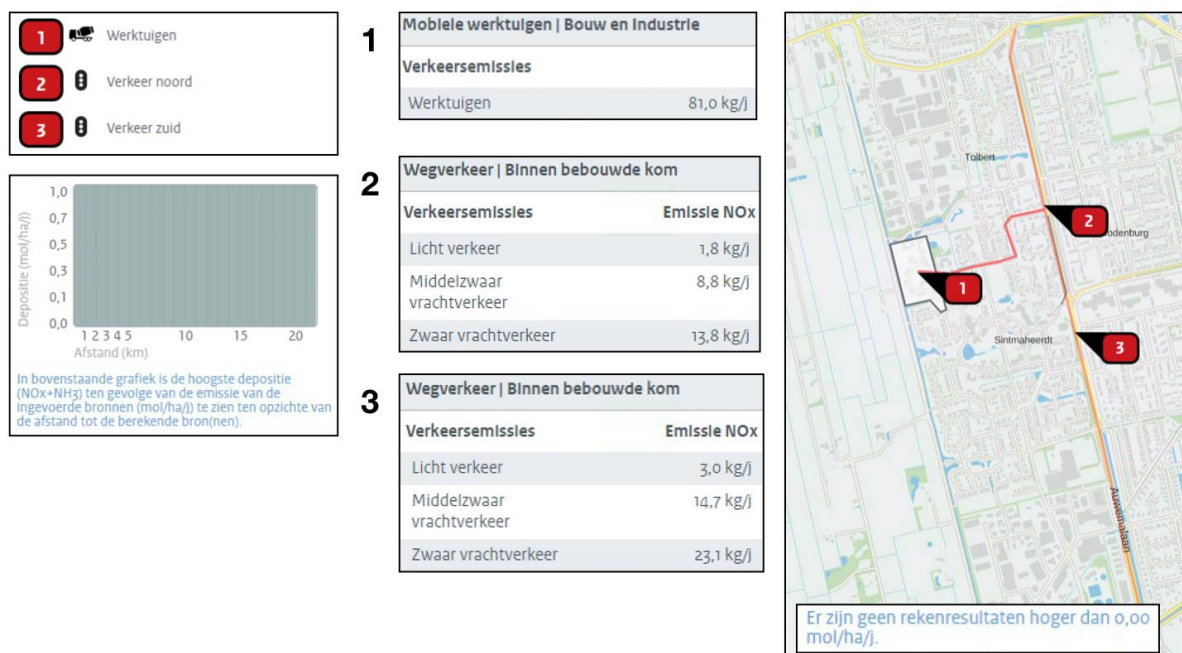 1 Werktuigen
2 Verkeer noord
3 Verkeer zuid
1,0
0,7
0,5
0,3
0,1
0,0
Depositie (mol/ha/j)
1 2 3 4 5 10 15 20
Afstand (km)
In bovenstaande grafiek is de hoogste depositie
(NOx+NH3) ten gevolge van de emissie van de
ingevoerde bronnen (mol/ha/j) te zien ten opzichte van
de afstand tot de berekende bron(nen).
1
Mobiele werktuigen | Bouw en Industrie
Verkeersemissies
Werktuigen 81,0 kg/j
2
Wegverkeer | Binnen bebouwde kom
Verkeersemissies Emissie NOx
Licht verkeer 1,8 kg/j
Middelzwaar
vrachtverkeer 8,8 kg/j
Zwaar vrachtverkeer 13,8 kg/j
3
Wegverkeer | Binnen bebouwde kom
Verkeersemissies Emissie NOx
Licht verkeer 3,0 kg/j
Middelzwaar
vrachtverkeer 14,7 kg/j
Zwaar vrachtverkeer 23,1 kg/j
Tolbert
2
odenburg
1
Sintmaheerdt
3
Auwemalaan
Er zijn geen rekenresultaten hoger dan 0,00
mol/ha/j.